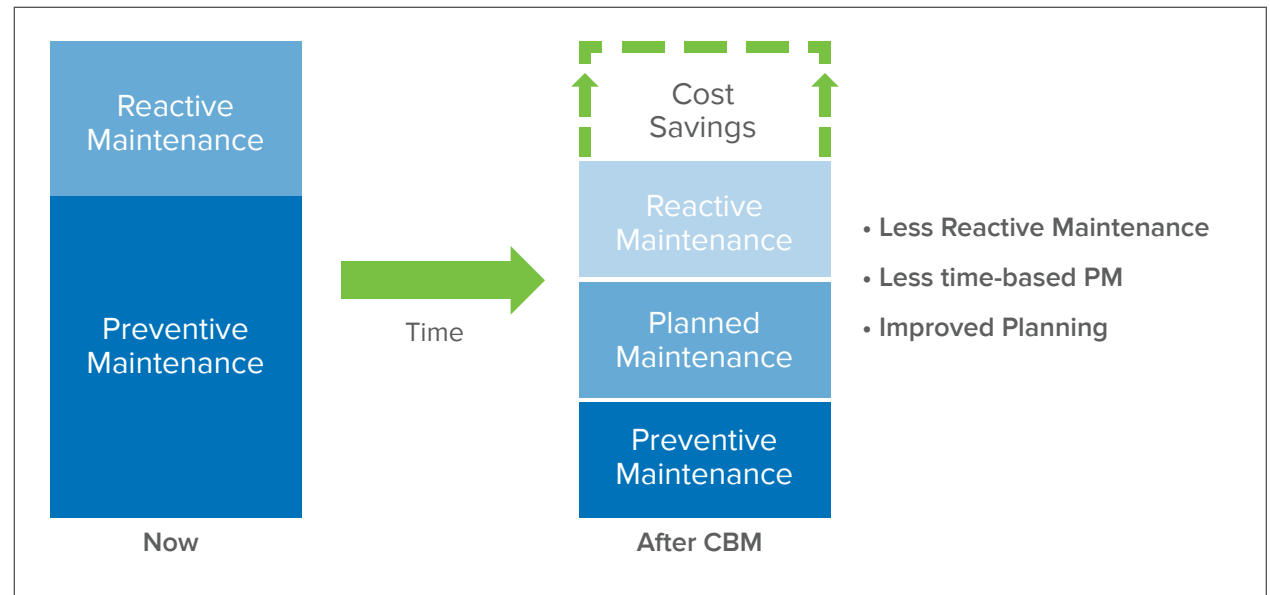 Reactive
Maintenance
Preventive
Maintenance
Now
Time
Cost
Savings
Reactive
Maintenance
Planned
Maintenance
Preventive
Maintenance
After CBM
• Less Reactive Maintenance
• Less time-based PM
• Improved Planning